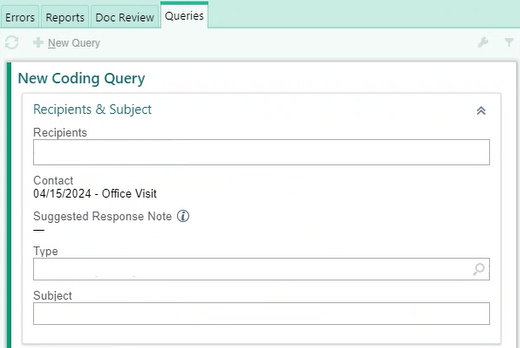 Errors Reports Doc Review Queries
New Query
New Coding Query
Recipients & Subject
Recipients
Contact
04/15/2024 - Office Visit
Suggested Response Note
—
Type
Subject